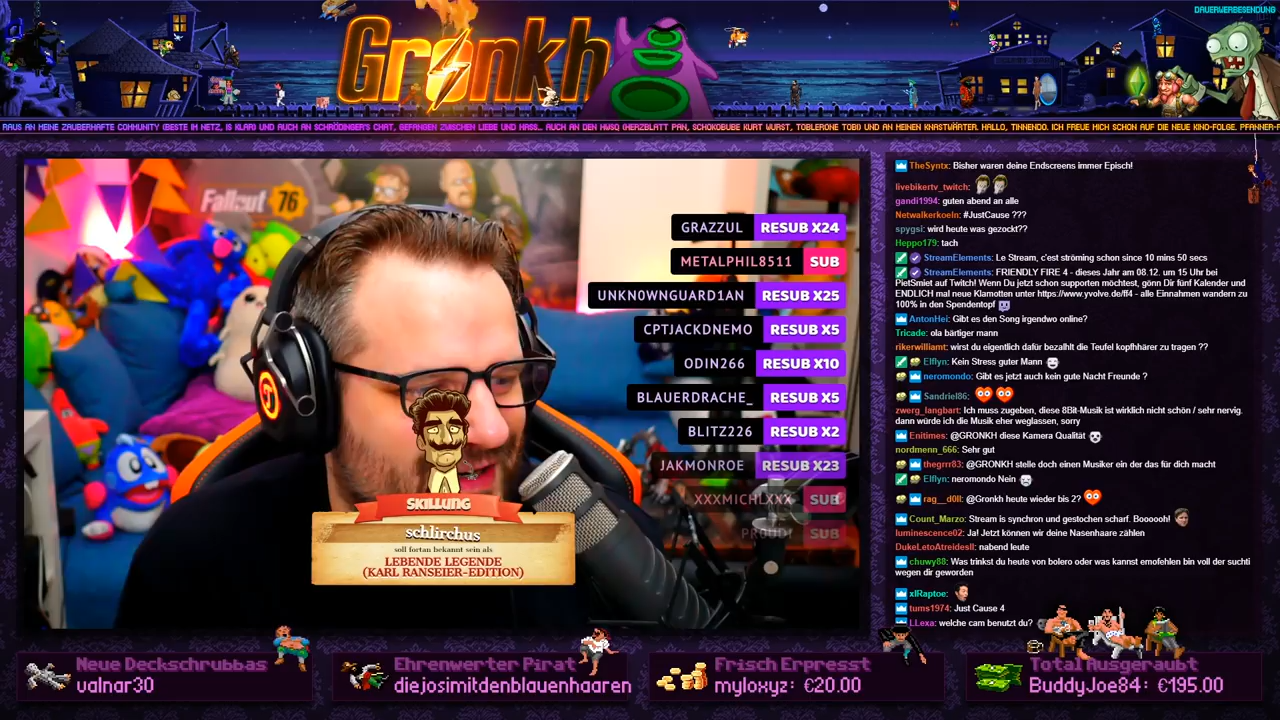 DAUERWERBESENDUNG
Gronkh
RAUS AN MEINE ZAUBERHAFTE COMMUNITY (BESTE IM NETZ, IS KLAR) UND AUCH AN SCHRÖDINGER'S CHAT, GEFANGEN ZWISCHEN LIEBE UND HASS... AUCH AN DEN HWSQ (HERZBLATT PAN, SCHOKOBUBE KURT WURST, TOBLERONE TOBI) UND AN MEINEN KNASTWÄRTER. HALLO, TINNENDO. ICH FREUE MICH SCHON AUF DIE NEUE KINO-FOLGE. PFANNER-
Fallout 76
GRAZZUL RESUB X24
METALPHIL8511 SUB
UNKN0WNGUARD1AN RESUB X25
CPTJACKDNEMO RESUB X5
ODIN266 RESUB X10
BLAUERDRACHE_ RESUB X5
BLITZ226 RESUB X2
JAKMONROE RESUB X23
XXXMICHLXXX SUB
PROUDI SUB
SKILLUNG
schlirchus
soll fortan bekannt sein als
LEBENDE LEGENDE
(KARL RANSEIER-EDITION)
TheSyntx: Bisher waren deine Endscreens immer Episch!
livebikertv_twitch:
gandi1994: guten abend an alle
Netwalkerkoeln: #JustCause ???
spygsi: wird heute was gezockt??
Heppo179: tach
StreamElements: Le Stream, c'est ströming schon since 10 mins 50 secs
StreamElements: FRIENDLY FIRE 4 - dieses Jahr am 08.12. um 15 Uhr bei
PietSmiet auf Twitch! Wenn Du jetzt schon supporten möchtest, gönn Dir fünf Kalender und
ENDLICH mal neue Klamotten unter https://www.yvolve.de/ff4 - alle Einnahmen wandern zu
100% in den Spendentopf
AntonHei: Gibt es den Song irgendwo online?
Tricade: ola bärtiger mann
rikerwilliamt: wirst du eigentlich dafür bezahlt die Teufel kopfhhärer zu tragen ??
Elflyn: Kein Stress guter Mann
neromondo: Gibt es jetzt auch kein gute Nacht Freunde ?
Sandriel86:
zwerg_langbart: Ich muss zugeben, diese 8Bit-Musik ist wirklich nicht schön / sehr nervig.
dann würde ich die Musik eher weglassen, sorry
Enitimes: @GRONKH diese Kamera Qualität
nordmenn_666: Sehr gut
thegrrr83: @GRONKH stelle doch einen Musiker ein der das für dich macht
Elflyn: neromondo Nein
rag__d0ll: @Gronkh heute wieder bis 2?
Count_Marzo: Stream is synchron und gestochen scharf. Boooooh!
luminescence02: Ja! Jetzt können wir deine Nasenhaare zählen
DukeLetoAtreidesII: nabend leute
chuwy88: Was trinkst du heute von bolero oder was kannst emofehlen bin voll der suchti
wegen dir geworden
xIRaptoe:
tums1974: Just Cause 4
LLexa: welche cam benutzt du?
Neue Deckschrubbas
valnar30
Ehrenwerter Pirat
diejosimitdenblauenhaaren
Frisch Erpresst
myloxyz: €20.00
Total Ausgeraubt
BuddyJoe84: €195.00